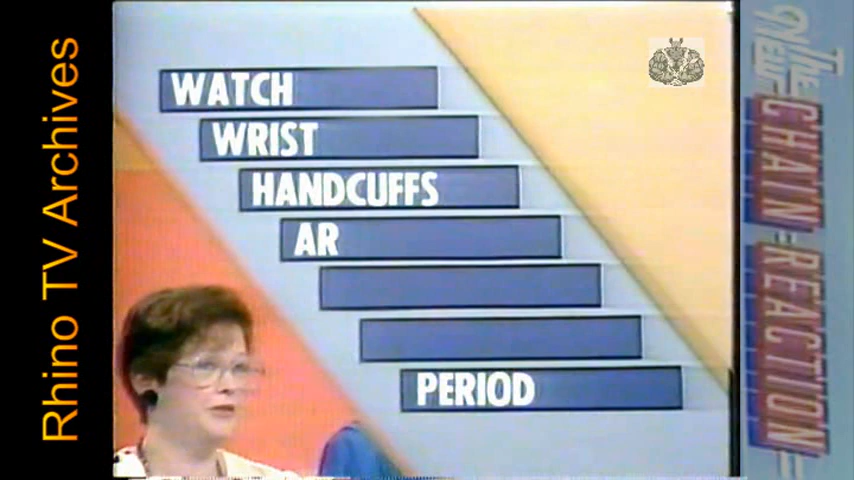 Rhino TV Archives
WATCH
WRIST
HANDCUFFS
AR
PERIOD
The
New
CHAIN
REACTION